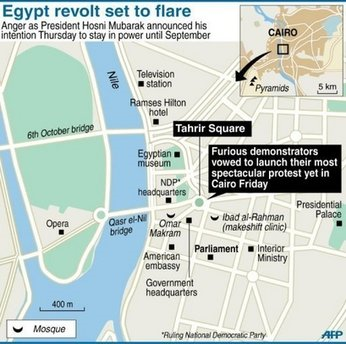 Egypt revolt set to flare
Anger as President Hosni Mubarak announced his
intention Thursday to stay in power until September
CAIRO
Pyramids
5 km
Nile
Television
station
Ramses Hilton
hotel
6th October bridge
Tahrir Square
Egyptian
museum
Furious demonstrators
vowed to launch their most
spectacular protest yet in
Cairo Friday
NDP*
headquarters
Presidential
Palace
Opera
Qasr el-Nil
bridge
Omar
Makram
Ibad al-Rahman
(makeshift clinic)
American
embassy
Parliament
Interior
Ministry
Government
headquarters
400 m
Mosque
*Ruling National Democratic Party
AFP